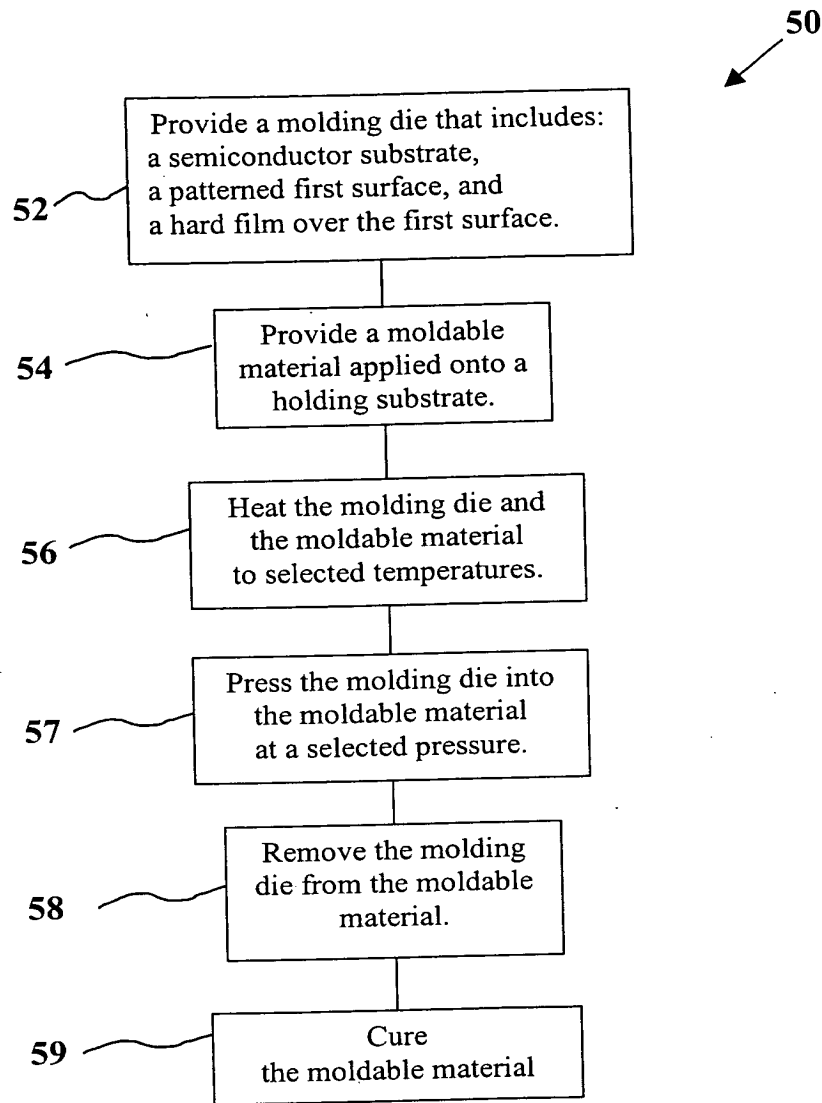 50
Provide a molding die that includes:
a semiconductor substrate,
a patterned first surface, and
a hard film over the first surface.
52
Provide a moldable
material applied onto a
holding substrate.
54
Heat the molding die and
the moldable material
to selected temperatures.
56
Press the molding die into
the moldable material
at a selected pressure.
57
Remove the molding
die from the moldable
material.
58
Cure
the moldable material
59